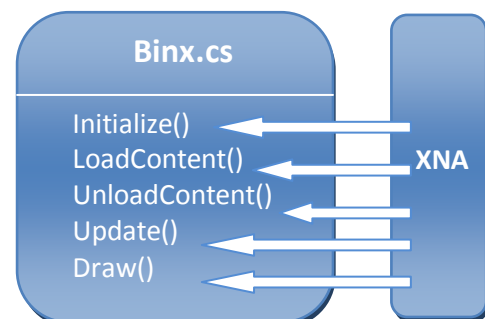 Binx.cs
Initialize()
LoadContent()
UnloadContent()
Update()
Draw()
XNA